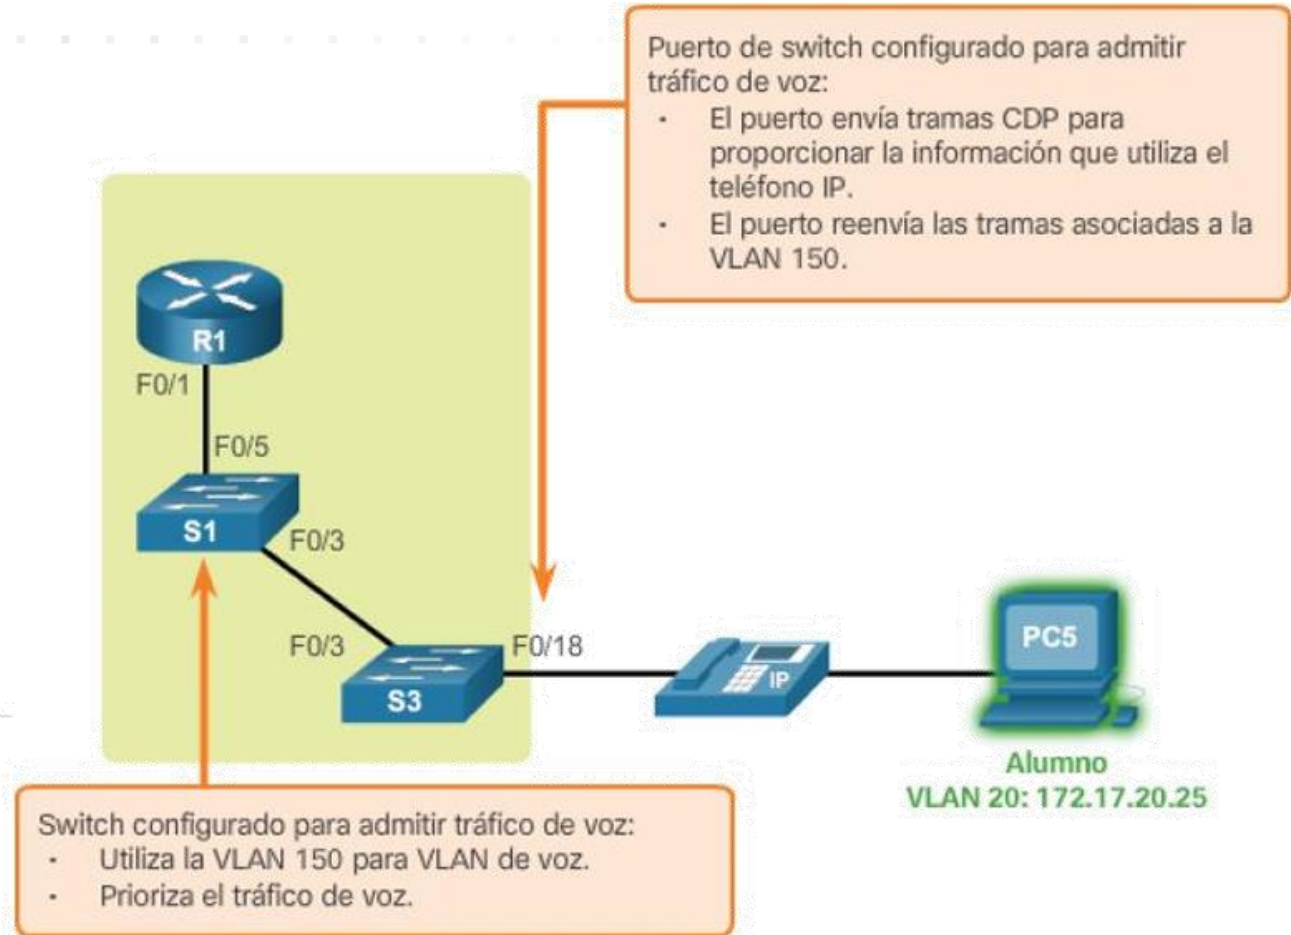 Puerto de switch configurado para admitir
tráfico de voz:
· El puerto envía tramas CDP para
proporcionar la información que utiliza el
teléfono IP.
· El puerto reenvía las tramas asociadas a la
VLAN 150.
R1
F0/1
F0/5
S1
F0/3
F0/3
F0/18
S3
IP
PC5
Alumno
VLAN 20: 172.17.20.25
Switch configurado para admitir tráfico de voz:
· Utiliza la VLAN 150 para VLAN de voz.
· Prioriza el tráfico de voz.